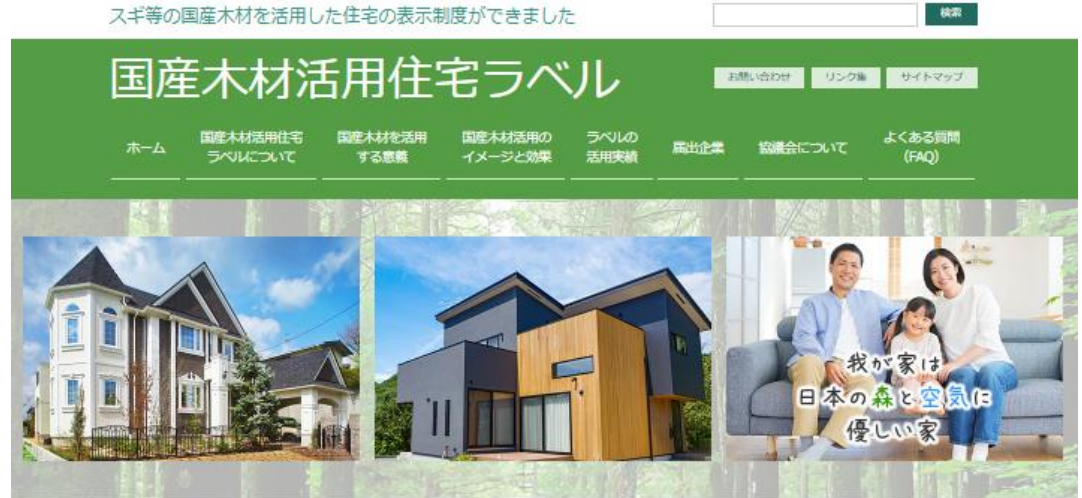 スギ等の国産木材を活用した住宅の表示制度ができました
検索
国産木材活用住宅ラベル
お問い合わせ
リンク集
サイトマップ
ホーム
国産木材活用住宅
ラベルについて
国産木材を活用
する意義
国産木材活用の
イメージと効果
ラベルの
活用実績
届出企業
協議会について
よくある質問
(FAQ)
我が家は
日本の森と空気に
優しい家